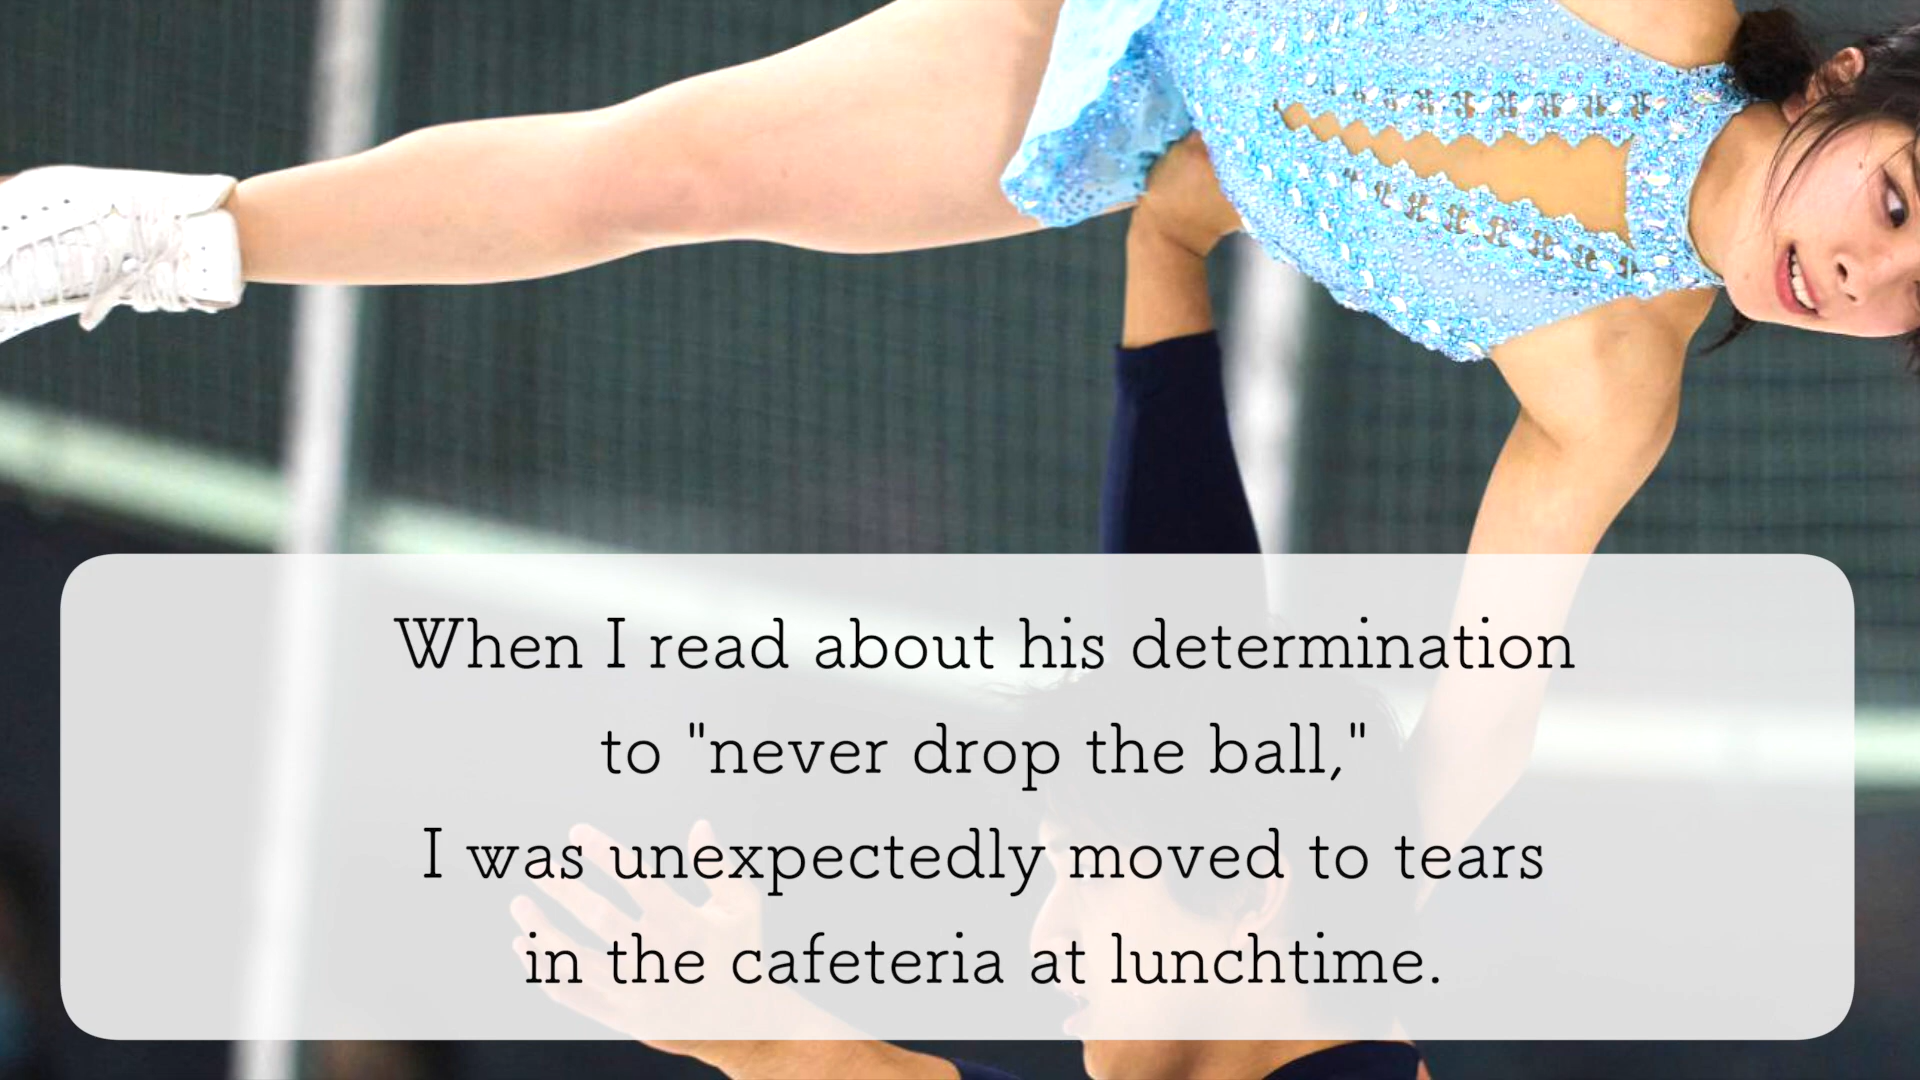 When I read about his determination
to "never drop the ball,"
I was unexpectedly moved to tears
in the cafeteria at lunchtime.